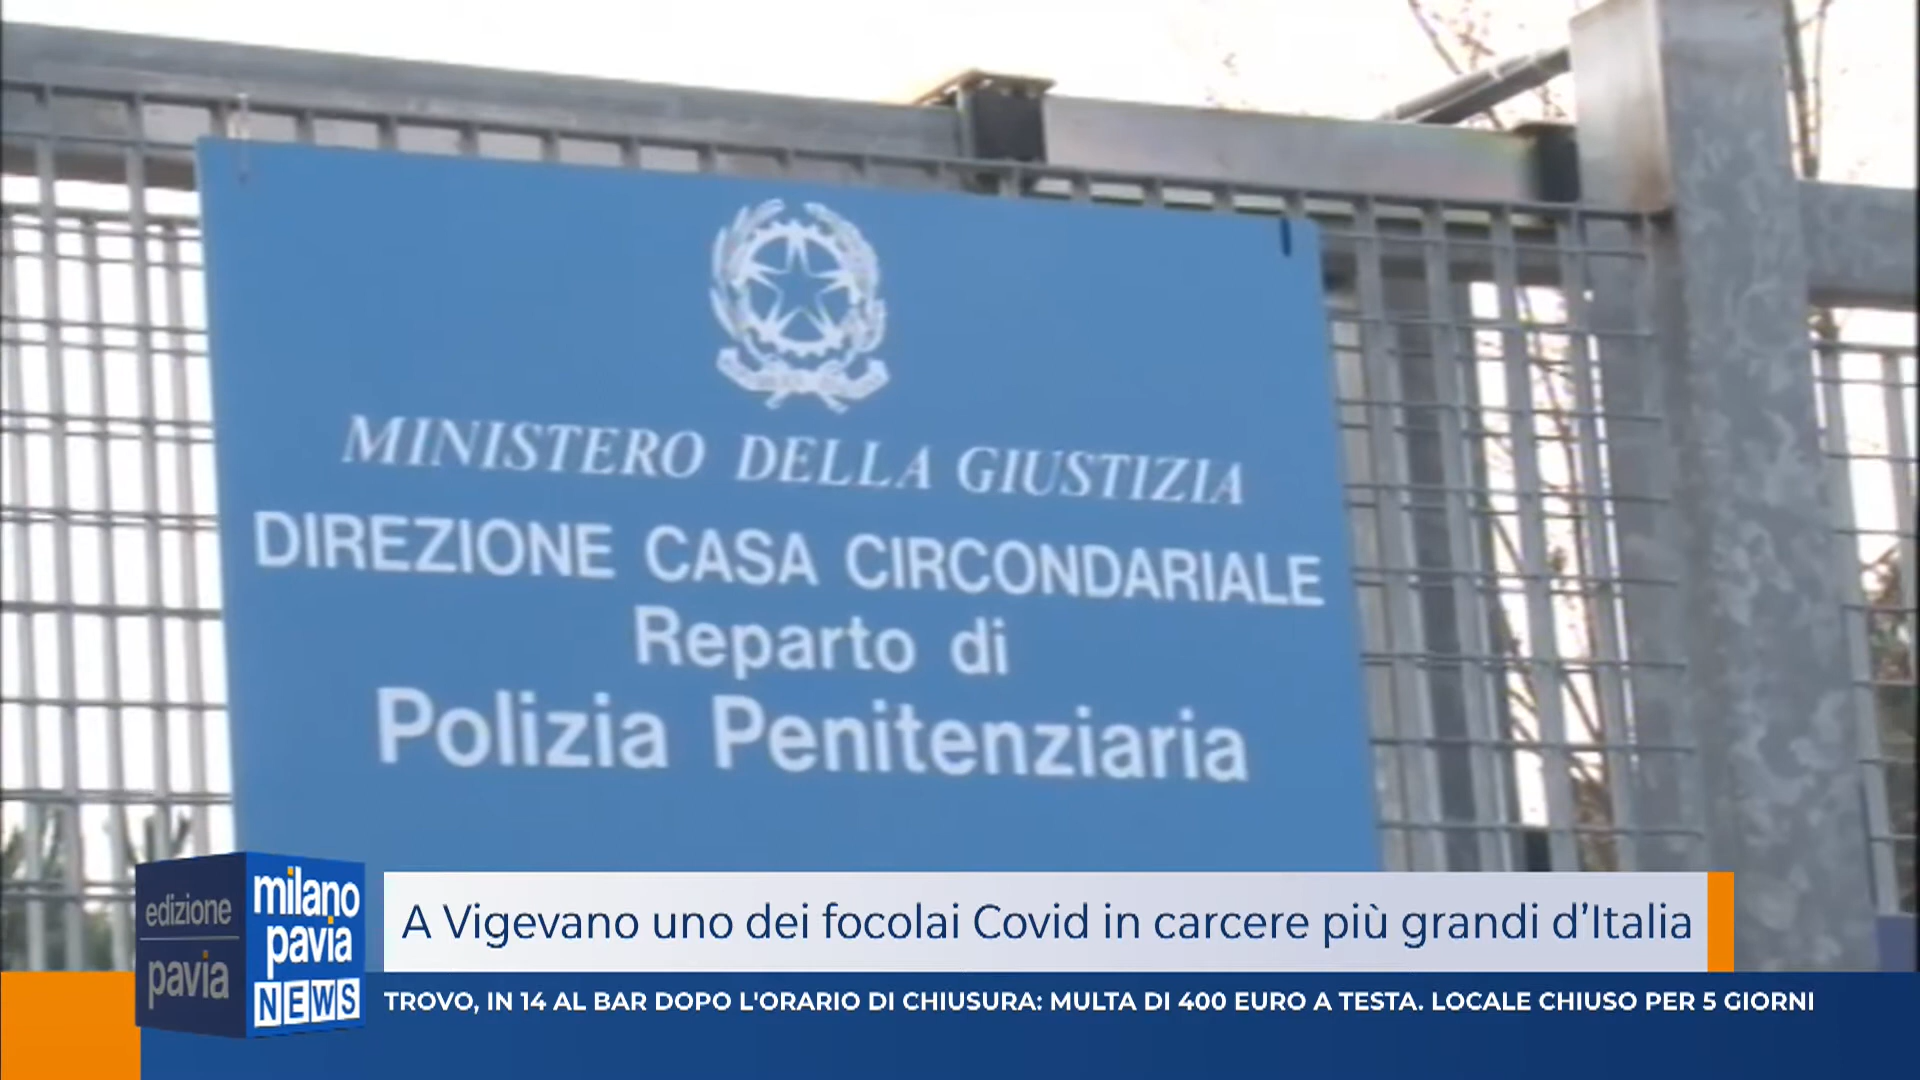 MINISTERO DELLA GIUSTIZIA
DIREZIONE CASA CIRCONDARIALE
Reparto di
Polizia Penitenziaria
edizione
pavia
milano
pavia
NEWS
A Vigevano uno dei focolai Covid in carcere più grandi d'Italia
TROVO, IN 14 AL BAR DOPO L'ORARIO DI CHIUSURA: MULTA DI 400 EURO A TESTA. LOCALE CHIUSO PER 5 GIORNI